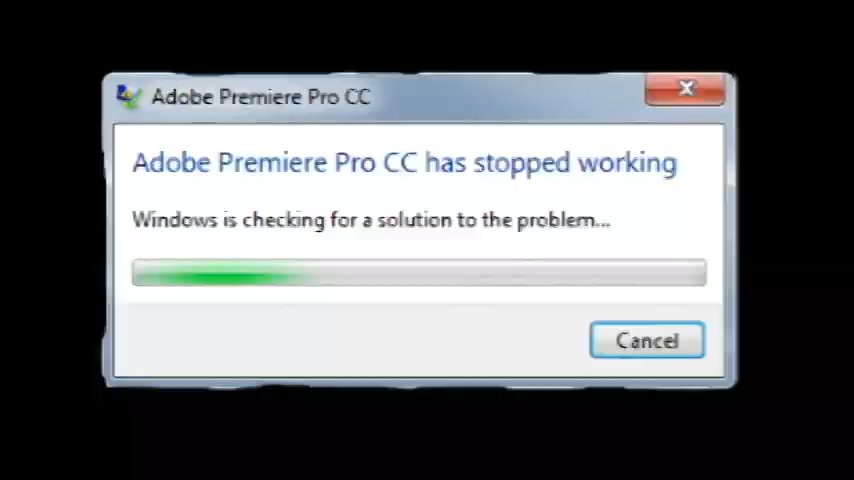 Adobe Premiere Pro CC
Adobe Premiere Pro CC has stopped working
Windows is checking for a solution to the problem...
Cancel